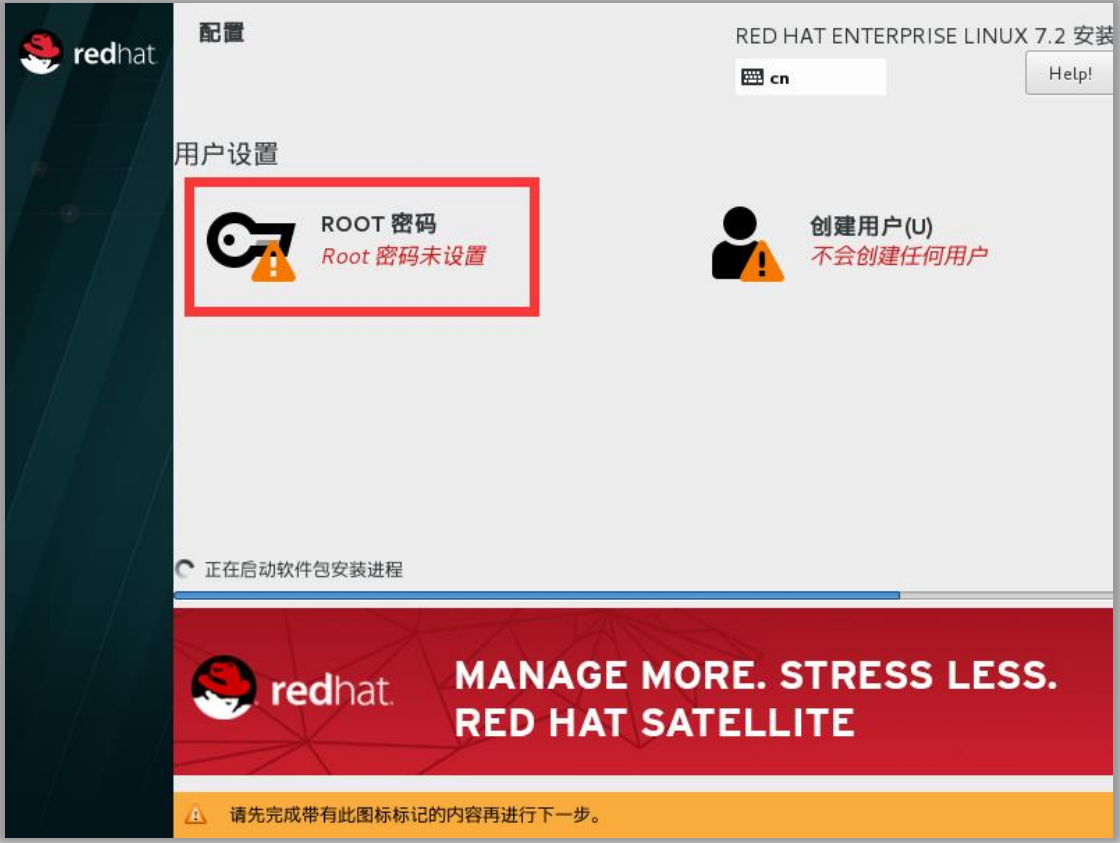 redhat.
配置
RED HAT ENTERPRISE LINUX 7.2 安装
cn
Help!
用户设置
ROOT 密码
Root 密码未设置
创建用户(U)
不会创建任何用户
正在启动软件包安装进程
redhat.
MANAGE MORE. STRESS LESS.
RED HAT SATELLITE
请先完成带有此图标标记的内容再进行下一步。